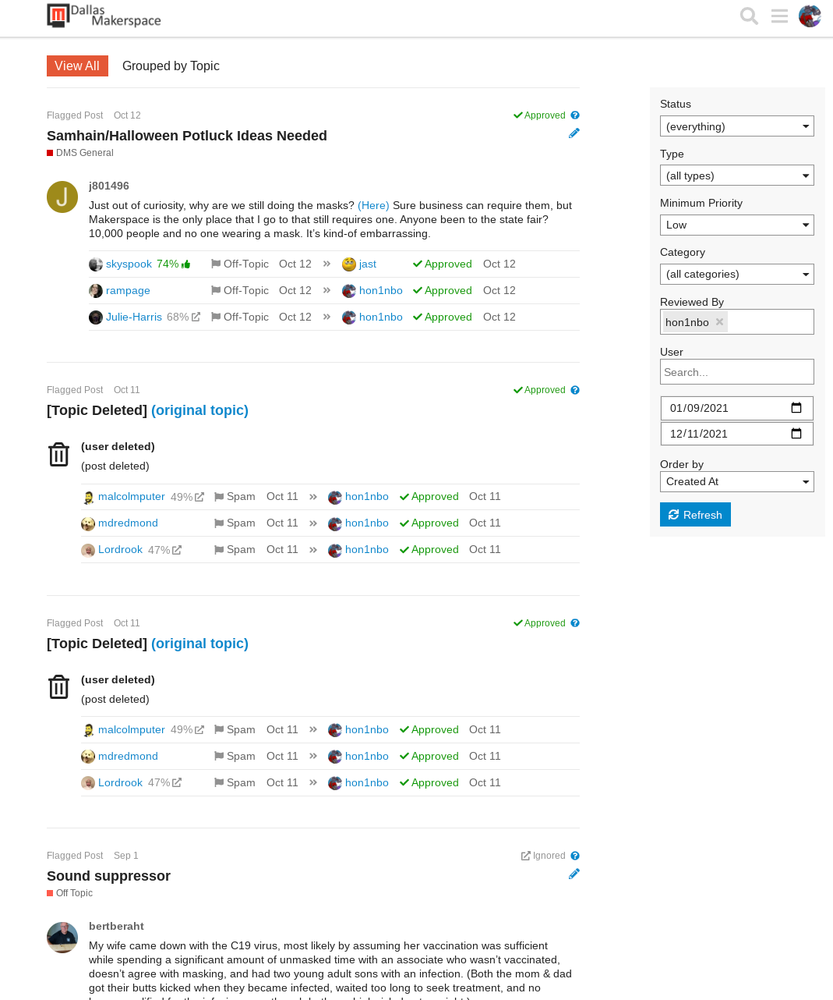 Dallas
Makerspace
View All
Grouped by Topic
Flagged Post Oct 12
Approved
Samhain/Halloween Potluck Ideas Needed
DMS General
J
j801496
Just out of curiosity, why are we still doing the masks? (Here) Sure business can require them, but
Makerspace is the only place that I go to that still requires one. Anyone been to the state fair?
10,000 people and no one wearing a mask. It’s kind-of embarrassing.
skyspook 74% Off-Topic Oct 12 » jast Approved Oct 12
rampage Off-Topic Oct 12 » hon1nbo Approved Oct 12
Julie-Harris 68% Off-Topic Oct 12 » hon1nbo Approved Oct 12
Flagged Post Oct 11
Approved
[Topic Deleted] (original topic)
(user deleted)
(post deleted)
malcolmputer 49% Spam Oct 11 » hon1nbo Approved Oct 11
mdredmond Spam Oct 11 » hon1nbo Approved Oct 11
Lordrook 47% Spam Oct 11 » hon1nbo Approved Oct 11
Flagged Post Oct 11
Approved
[Topic Deleted] (original topic)
(user deleted)
(post deleted)
malcolmputer 49% Spam Oct 11 » hon1nbo Approved Oct 11
mdredmond Spam Oct 11 » hon1nbo Approved Oct 11
Lordrook 47% Spam Oct 11 » hon1nbo Approved Oct 11
Flagged Post Sep 1
Ignored
Sound suppressor
Off Topic
bertberaht
My wife came down with the C19 virus, most likely by assuming her vaccination was sufficient
while spending a significant amount of unmasked time with an associate who wasn’t vaccinated,
doesn’t agree with masking, and had two young adult sons with an infection. (Both the mom & dad
got their butts kicked when they became infected, waited too long to seek treatment, and no
Status
(everything)
Type
(all types)
Minimum Priority
Low
Category
(all categories)
Reviewed By
hon1nbo
User
Search...
01/09/2021
12/11/2021
Order by
Created At
Refresh